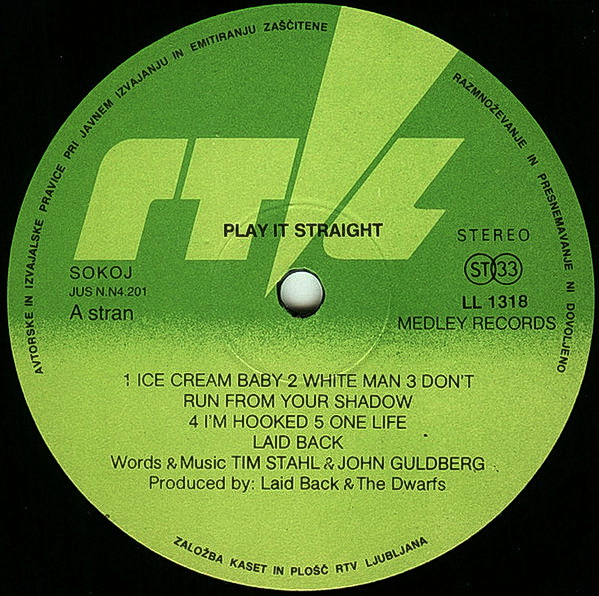 AVTORSKE IN IZVAJALSKE PRAVICE PRI JAVNEM IZVAJANJU IN EMITIRANJU ZAŠČITENE
RAZMNOŽEVANJE IN PRESNEMAVANJE NI DOVOLJENO
rtl
PLAY IT STRAIGHT
SOKOJ
JUS N.N4.201
A stran
STEREO
ST 33
LL 1318
MEDLEY RECORDS
1 ICE CREAM BABY 2 WHITE MAN 3 DON'T
RUN FROM YOUR SHADOW
4 I'M HOOKED 5 ONE LIFE
LAID BACK
Words & Music TIM STAHL & JOHN GULDBERG
Produced by: Laid Back & The Dwarfs
ZALOŽBA KASET IN PLOŠČ RTV LJUBLJANA